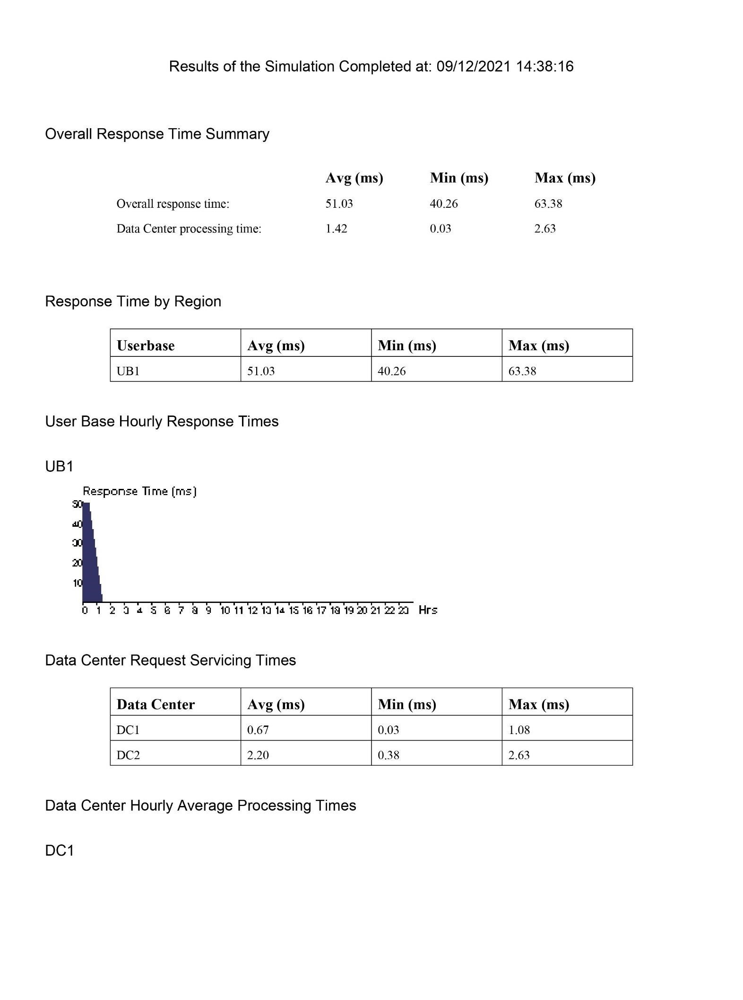 Results of the Simulation Completed at: 09/12/2021 14:38:16
Overall Response Time Summary
Avg (ms) Min (ms) Max (ms)
Overall response time: 51.03 40.26 63.38
Data Center processing time: 1.42 0.03 2.63
Response Time by Region
Userbase Avg (ms) Min (ms) Max (ms)
UB1 51.03 40.26 63.38
User Base Hourly Response Times
UB1
Response Time (ms)
50
40
30
20
10
0 1 2 3 4 5 6 7 8 9 10 11 12 13 14 15 16 17 18 19 20 21 22 23 Hrs
Data Center Request Servicing Times
Data Center Avg (ms) Min (ms) Max (ms)
DC1 0.67 0.03 1.08
DC2 2.20 0.38 2.63
Data Center Hourly Average Processing Times
DC1